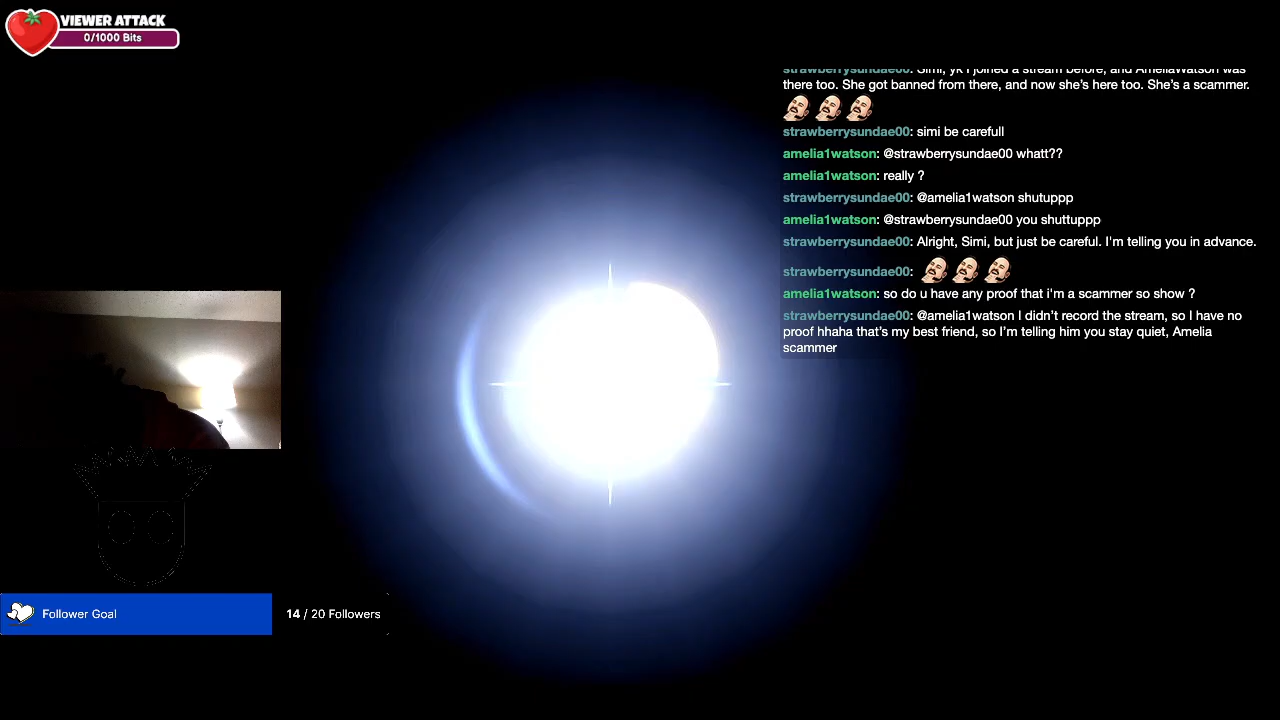 VIEWER ATTACK
0/1000 Bits
strawberrysundae00: Simi, yk I joined a stream before, and AmeliaWatson was
there too. She got banned from there, and now she's here too. She's a scammer.
strawberrysundae00: simi be carefull
amelia1watson: @strawberrysundae00 whatt??
amelia1watson: really ?
strawberrysundae00: @amelia1watson shutuppp
amelia1watson: @strawberrysundae00 you shuttuppp
strawberrysundae00: Alright, Simi, but just be careful. I'm telling you in advance.
strawberrysundae00:
amelia1watson: so do u have any proof that i'm a scammer so show ?
strawberrysundae00: @amelia1watson I didn't record the stream, so I have no
proof hhaha that's my best friend, so I'm telling him you stay quiet, Amelia
scammer
Follower Goal
14 / 20 Followers